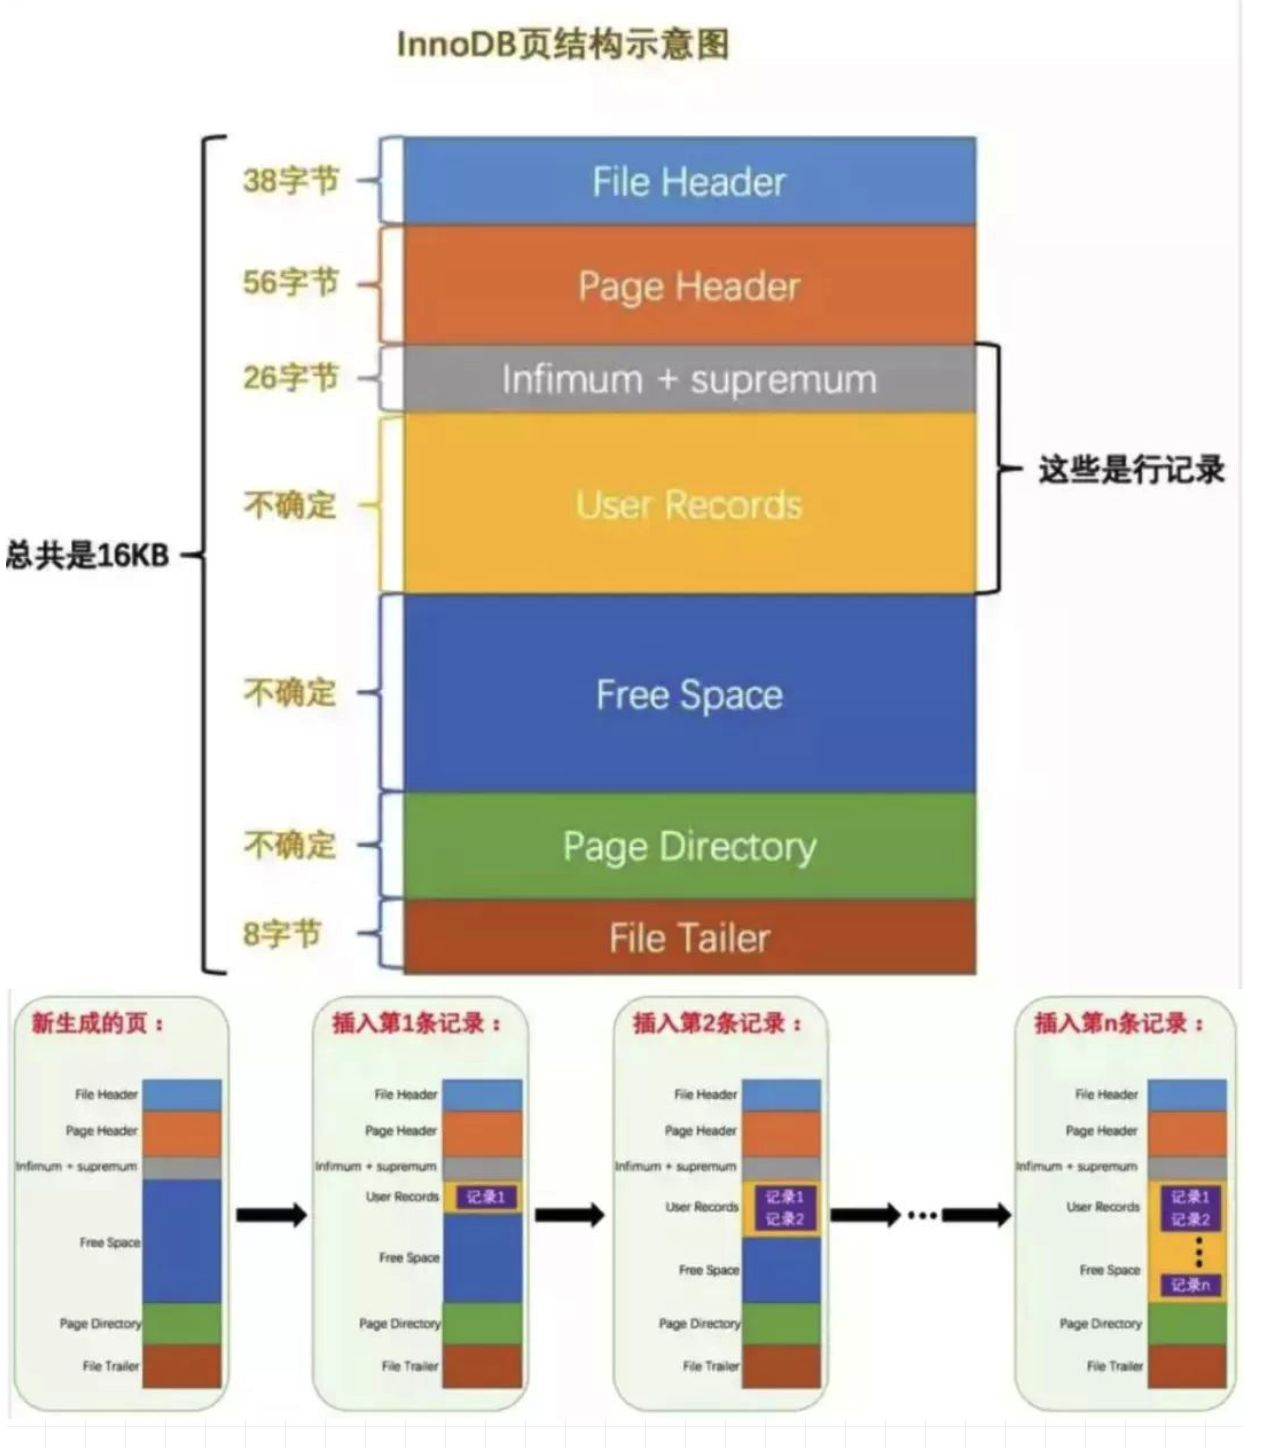 InnoDB页结构示意图
38字节
File Header
56字节
Page Header
26字节
Infimum + supremum
不确定
User Records
这些是行记录
总共是16KB
不确定
Free Space
不确定
Page Directory
8字节
File Tailer
新生成的页：
File Header
Page Header
Infimum + supremum
Free Space
Page Directory
File Trailer
插入第1条记录：
File Header
Page Header
Infimum + supremum
User Records
记录1
Free Space
Page Directory
File Trailer
插入第2条记录：
File Header
Page Header
Infimum + supremum
User Records
记录1
记录2
Free Space
Page Directory
File Trailer
插入第n条记录：
File Header
Page Header
Infimum + supremum
User Records
记录1
记录2
Free Space
记录n
Page Directory
File Trailer